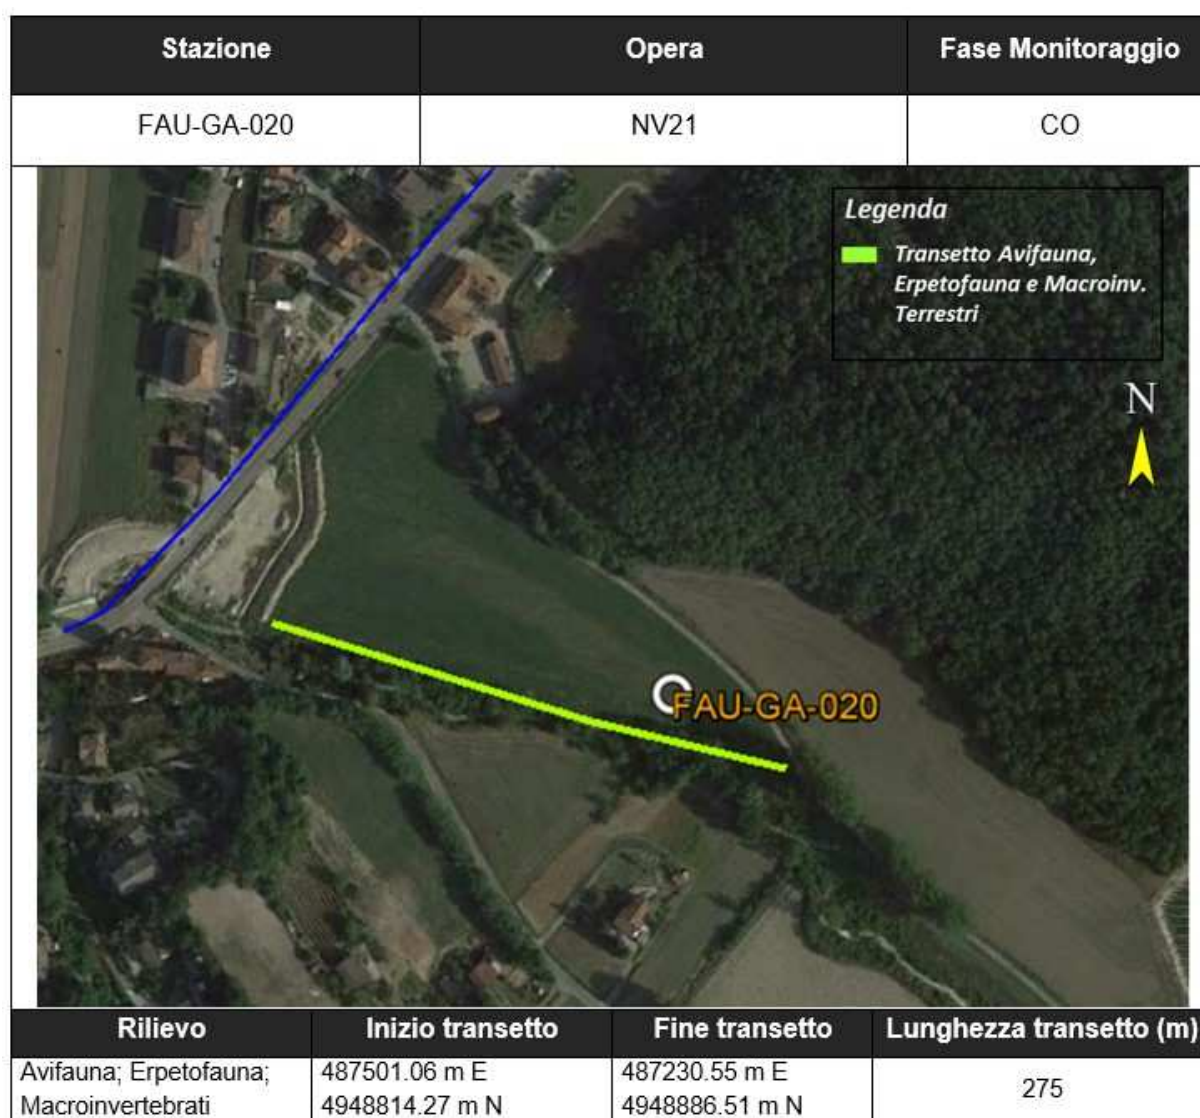 Stazione Opera Fase Monitoraggio
FAU-GA-020 NV21 CO
Legenda
Transetto Avifauna,
Erpetofauna e Macroinv.
Terrestri
N
FAU-GA-020
Rilievo Inizio transetto Fine transetto Lunghezza transetto (m)
Avifauna; Erpetofauna; 487501.06 m E 487230.55 m E 275
Macroinvertebrati 4948814.27 m N 4948886.51 m N